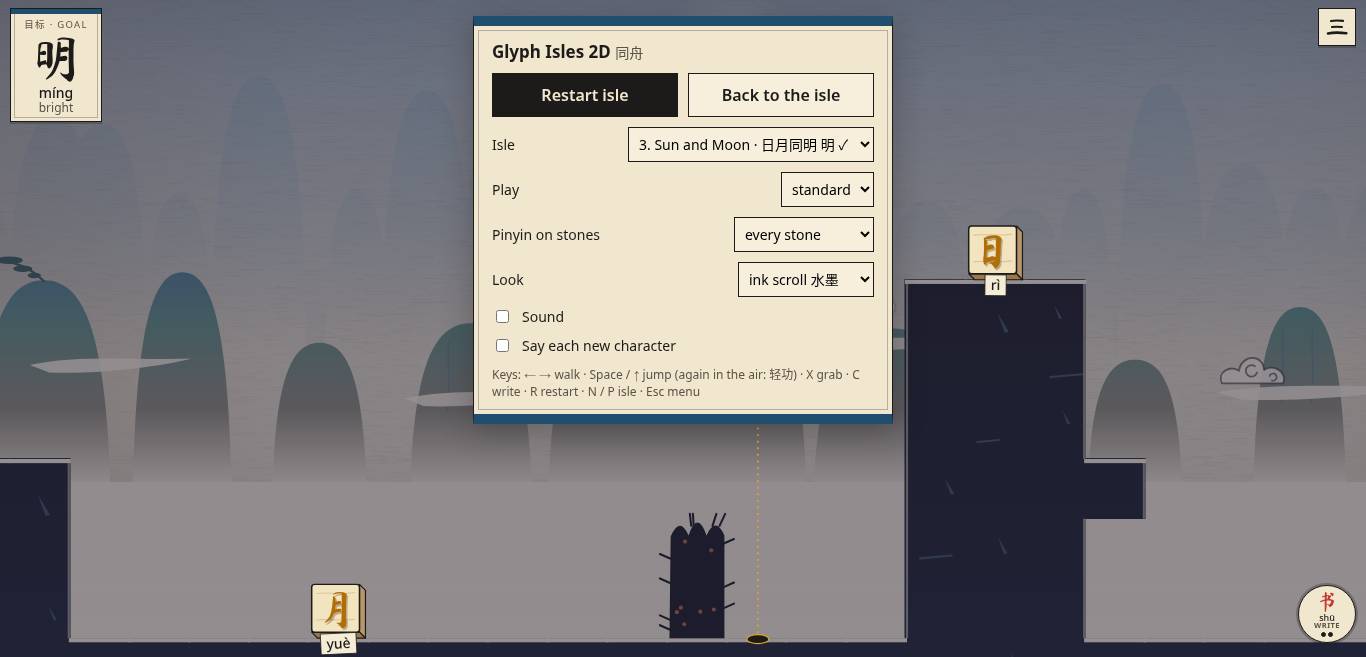 目标 · GOAL
明
míng
bright
三
Glyph Isles 2D 同舟
Restart isle
Back to the isle
Isle
3. Sun and Moon · 日月同明 明 ✓
Play
standard
Pinyin on stones
every stone
Look
ink scroll 水墨
Sound
Say each new character
Keys: ← → walk · Space / ↑ jump (again in the air: 轻功) · X grab · C
write · R restart · N / P isle · Esc menu
日
rì
月
yuè
书
shū
WRITE